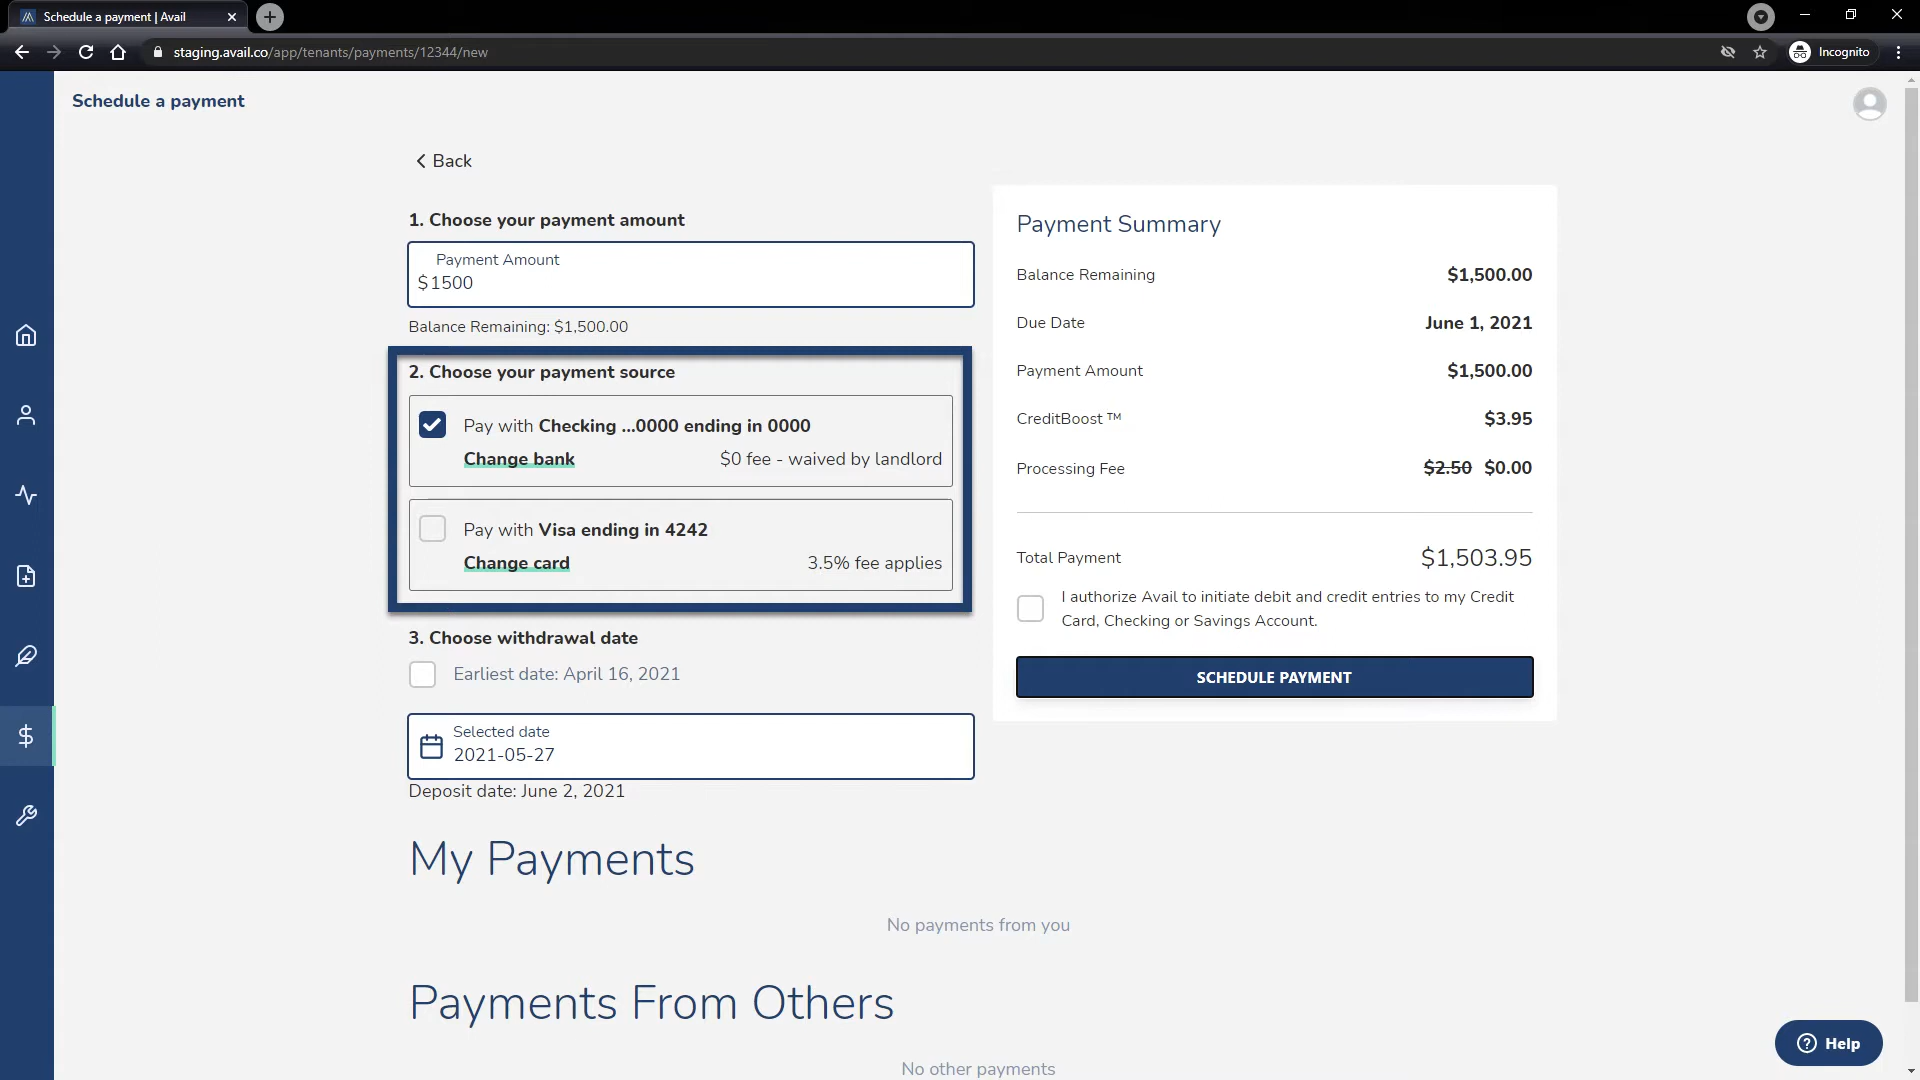 Schedule a payment | Avail
staging.avail.co/app/tenants/payments/12344/new
Incognito
Schedule a payment
Back
1. Choose your payment amount
Payment Amount
$1500
Balance Remaining: $1,500.00
2. Choose your payment source
Pay with Checking ...0000 ending in 0000
Change bank
$0 fee - waived by landlord
Pay with Visa ending in 4242
Change card
3.5% fee applies
3. Choose withdrawal date
Earliest date: April 16, 2021
Selected date
2021-05-27
Deposit date: June 2, 2021
Payment Summary
Balance Remaining $1,500.00
Due Date June 1, 2021
Payment Amount $1,500.00
CreditBoost ™ $3.95
Processing Fee $2.50 $0.00
Total Payment $1,503.95
I authorize Avail to initiate debit and credit entries to my Credit
Card, Checking or Savings Account.
SCHEDULE PAYMENT
My Payments
No payments from you
Payments From Others
No other payments
Help